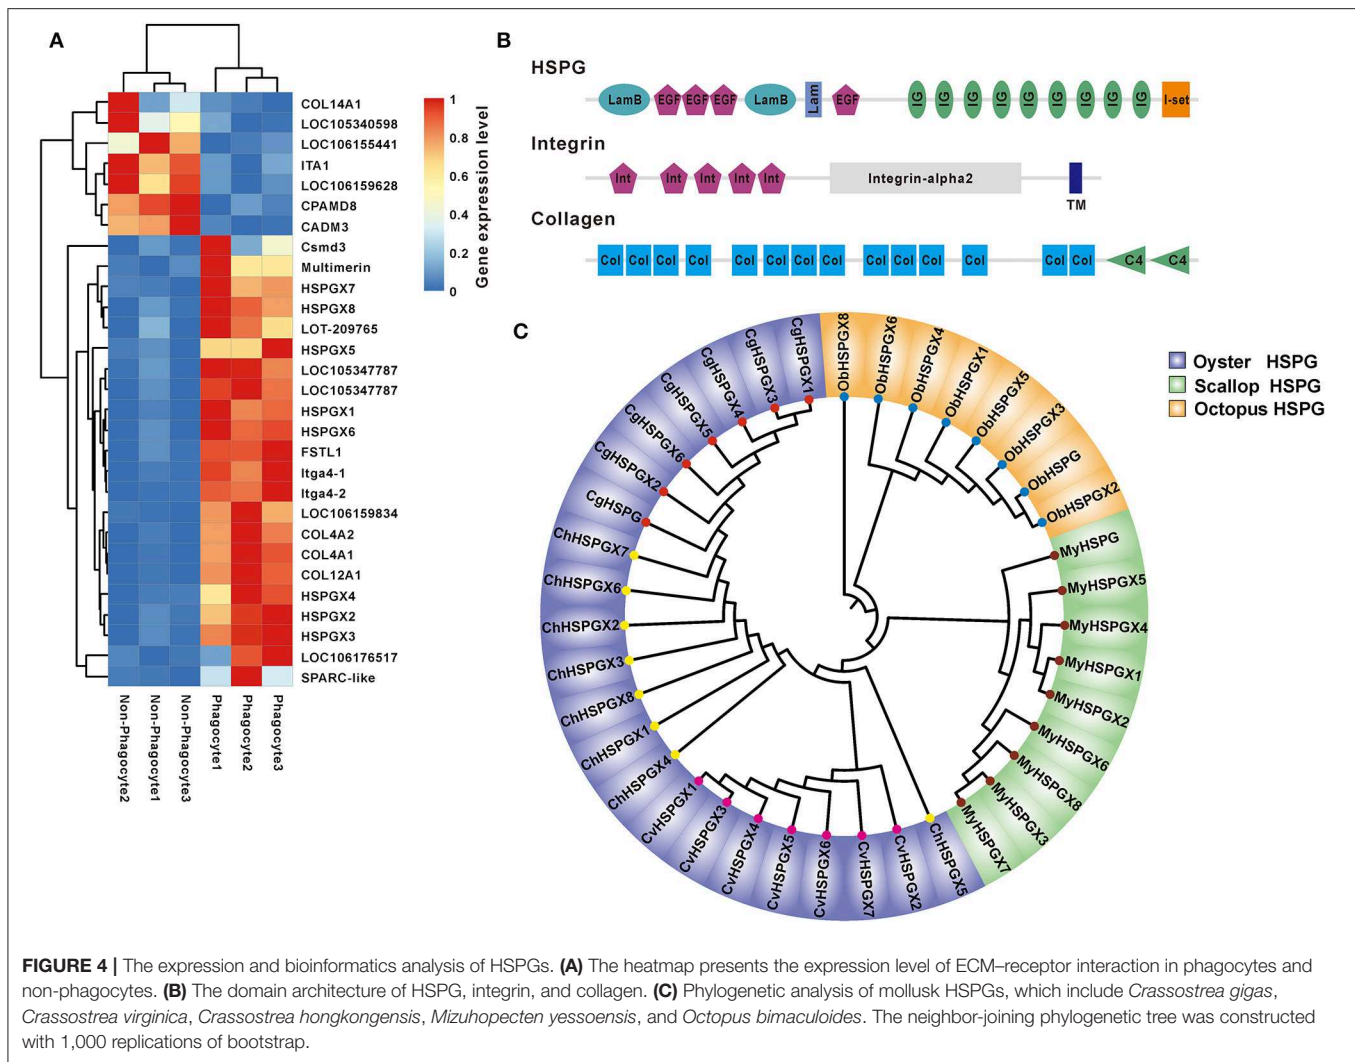 A
COL14A1
LOC105340598
LOC106155441
ITA1
LOC106159628
CPAMD8
CADM3
Csmd3
Multimerin
HSPGX7
HSPGX8
LOT-209765
HSPGX5
LOC105347787
LOC105347787
HSPGX1
HSPGX6
FSTL1
Itga4-1
Itga4-2
LOC106159834
COL4A2
COL4A1
COL12A1
HSPGX4
HSPGX2
HSPGX3
LOC106176517
SPARC-like
Non-Phagocyte2
Non-Phagocyte1
Non-Phagocyte3
Phagocyte1
Phagocyte2
Phagocyte3
1
0.8
0.6
0.4
0.2
0
Gene expression level
B
HSPG
LamB EGF EGF EGF LamB Lam EGF IG IG IG IG IG IG IG IG IG I-set
Integrin
Int Int Int Int Int Integrin-alpha2
TM
Collagen
Col Col Col Col Col Col Col Col Col Col Col Col Col Col C4 C4
C
ObHSPGX8
ObHSPGX6
ObHSPGX4
ObHSPGX1
ObHSPGX5
ObHSPGX3
ObHSPG
ObHSPGX2
MyHSPG
MyHSPGX5
MyHSPGX4
MyHSPGX1
MyHSPGX2
MyHSPGX6
MyHSPGX8
MyHSPGX3
MyHSPGX7
ChHSPGX5
CvHSPGX2
CvHSPGX7
CvHSPGX6
CvHSPGX5
CvHSPGX4
CvHSPGX3
CvHSPGX1
ChHSPGX4
ChHSPGX1
ChHSPGX8
ChHSPGX3
ChHSPGX2
ChHSPGX6
ChHSPGX7
CgHSPG
CgHSPGX2
CgHSPGX6
CgHSPGX5
CgHSPGX4
CgHSPGX3
CgHSPGX1
Oyster HSPG
Scallop HSPG
Octopus HSPG
FIGURE 4 | The expression and bioinformatics analysis of HSPGs. (A) The heatmap presents the expression level of ECM–receptor interaction in phagocytes and
non-phagocytes. (B) The domain architecture of HSPG, integrin, and collagen. (C) Phylogenetic analysis of mollusk HSPGs, which include Crassostrea gigas,
Crassostrea virginica, Crassostrea hongkongensis, Mizuhopecten yessoensis, and Octopus bimaculoides. The neighbor-joining phylogenetic tree was constructed
with 1,000 replications of bootstrap.